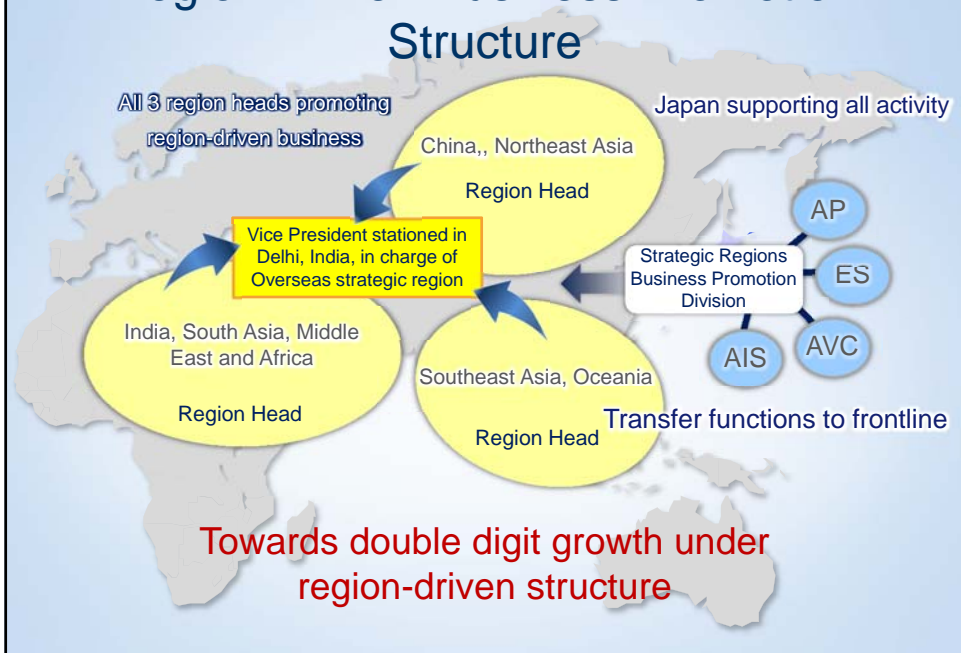 Structure
All 3 region heads promoting
region-driven business
Japan supporting all activity
China,, Northeast Asia
Region Head
Vice President stationed in
Delhi, India, in charge of
Overseas strategic region
Strategic Regions
Business Promotion
Division
AP
ES
AVC
AIS
India, South Asia, Middle
East and Africa
Region Head
Southeast Asia, Oceania
Region Head
Transfer functions to frontline
Towards double digit growth under
region-driven structure